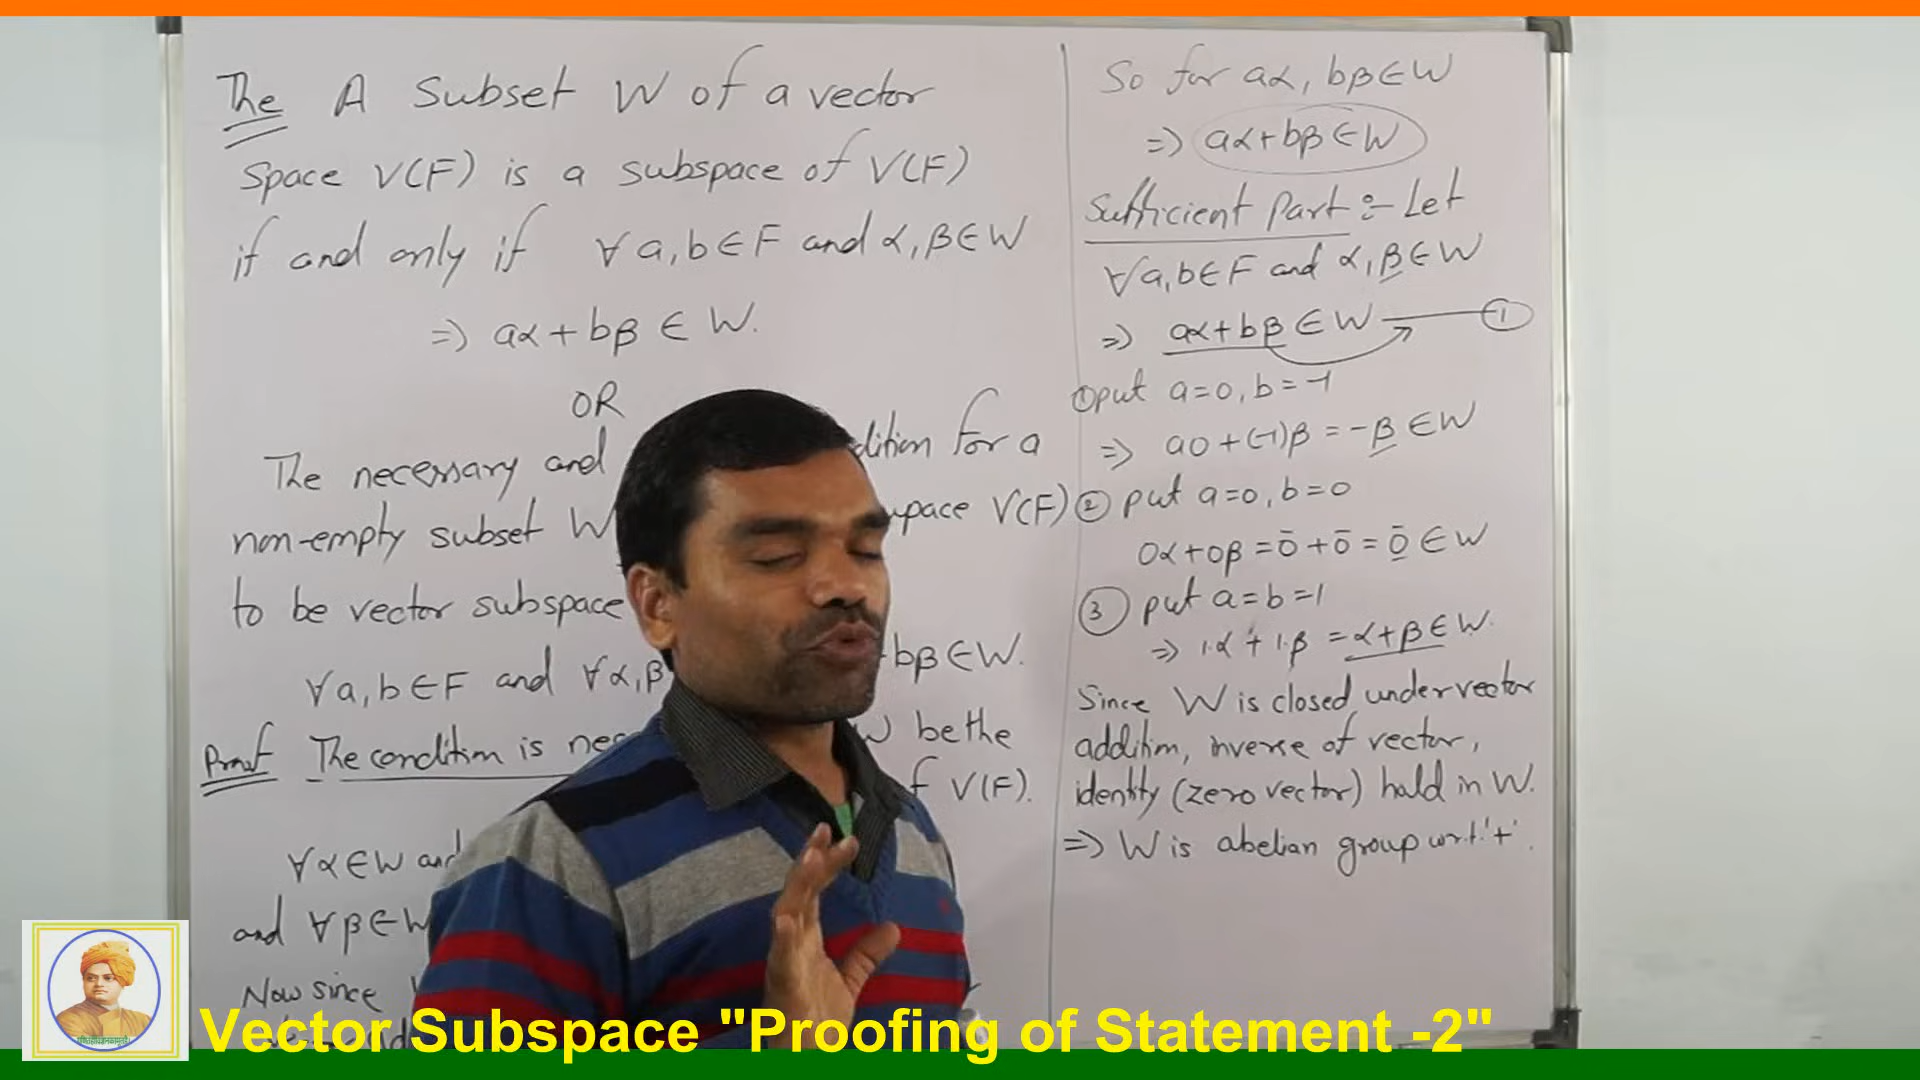 The A Subset W of a vector
Space V(F) is a subspace of V(F)
if and only if ∀ a, b ∈ F and α, β ∈ W
=> aα + bβ ∈ W.
OR
The necessary and dition for a
non-empty subset W space V(F)
to be vector subspace
∀ a, b ∈ F and ∀ α, β bβ ∈ W.
Proof The condition is nec W be the
f V(F).
∀ α ∈ W and
and ∀ β ∈ W
Now since
So for aα, bβ ∈ W
=> aα + bβ ∈ W
Sufficient Part :- Let
∀ a, b ∈ F and α, β ∈ W
=> aα + bβ ∈ W ①
① put a=0, b=-1
=> a0 + (-1)β = -β ∈ W
② put a=0, b=0
0α + 0β = 0̄ + 0̄ = 0̄ ∈ W
③ put a=b=1
=> 1.α + 1.β = α + β ∈ W.
Since W is closed under vector
addition, inverse of vector,
identity (zero vector) hold in W.
=> W is abelian group w.r.t. '+'.
Vector Subspace "Proofing of Statement -2"